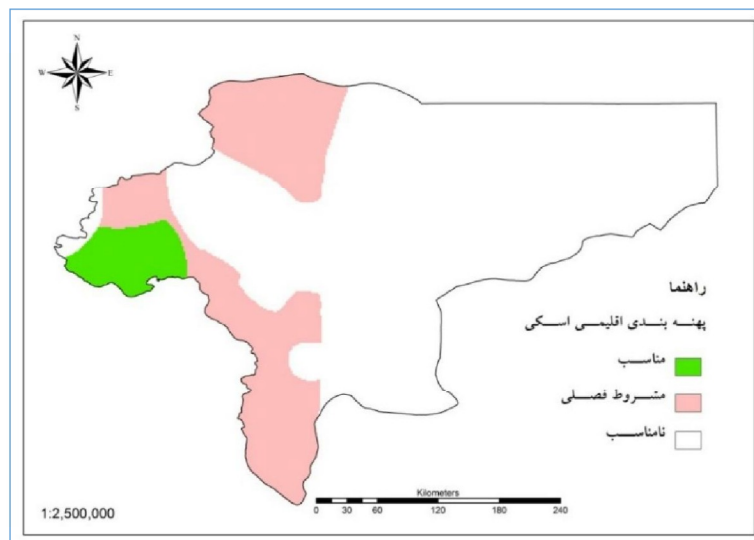 N
W E
S
راهنما
پهنه بندی اقلیمی اسکی
مناسب
مشروط فصلی
نامناسب
Kilometers
0 30 60 120 180 240
1:2,500,000